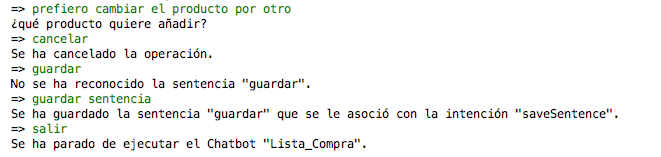 => prefiero cambiar el producto por otro
¿qué producto quiere añadir?
=> cancelar
Se ha cancelado la operación.
=> guardar
No se ha reconocido la sentencia "guardar".
=> guardar sentencia
Se ha guardado la sentencia "guardar" que se le asoció con la intención "saveSentence".
=> salir
Se ha parado de ejecutar el Chatbot "Lista_Compra".